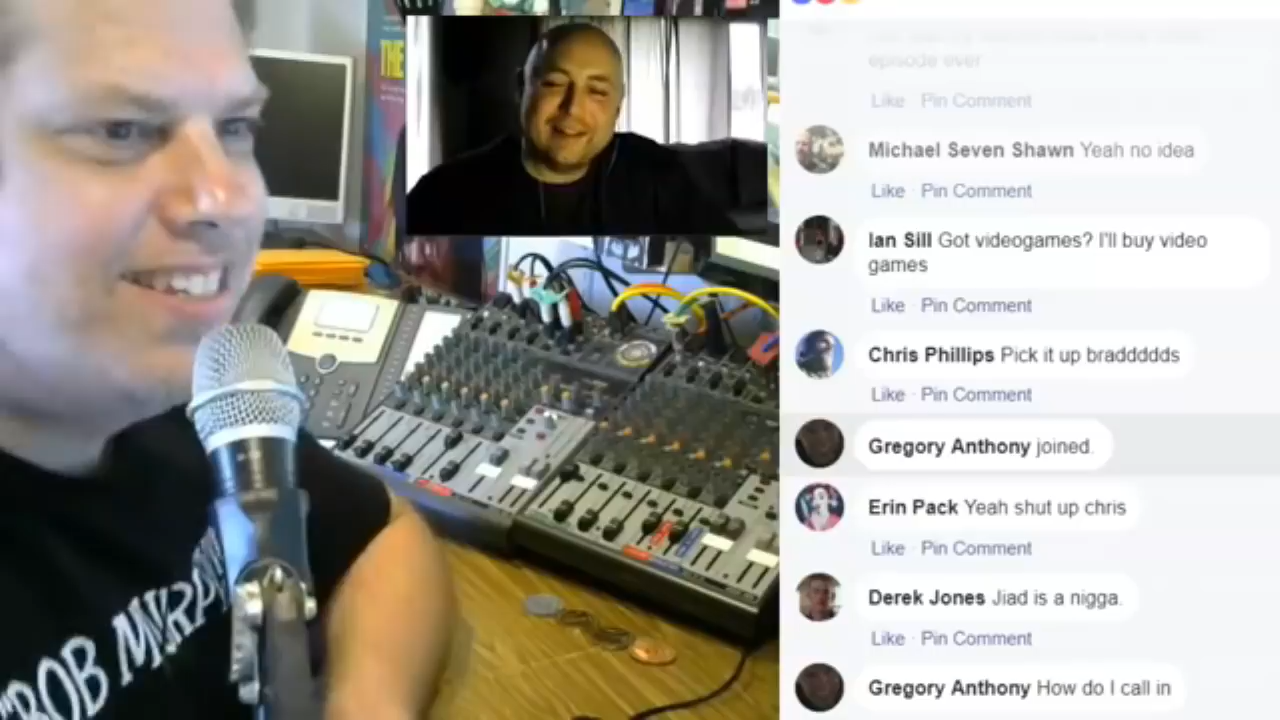 THE
episode ever
Like · Pin Comment
Michael Seven Shawn Yeah no idea
Like · Pin Comment
Ian Sill Got videogames? I'll buy video
games
Like · Pin Comment
Chris Phillips Pick it up braddddds
Like · Pin Comment
Gregory Anthony joined.
Erin Pack Yeah shut up chris
Like · Pin Comment
Derek Jones Jiad is a nigga.
Like · Pin Comment
Gregory Anthony How do I call in
BOB MURPHY